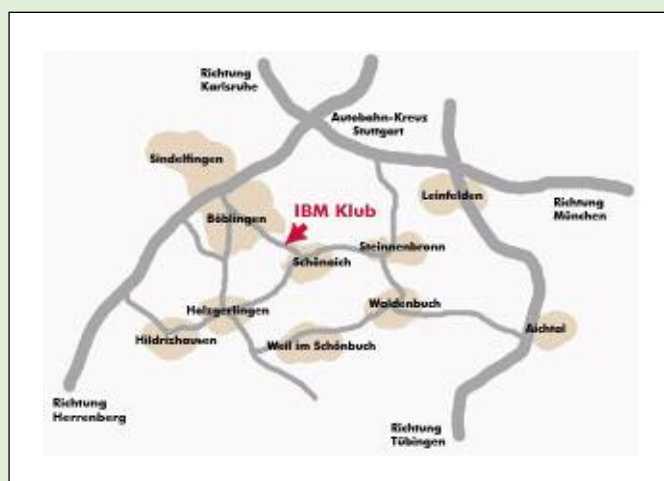 Richtung
Karlsruhe
Autobahn-Kreuz
Stuttgart
Sindelfingen
Leinfelden
Richtung
München
Böblingen
IBM Klub
Steinnenbronn
Schönaich
Waldenbuch
Holzgerlingen
Aichtal
Hildrizhausen
Weil im Schönbuch
Richtung
Herrenberg
Richtung
Tübingen